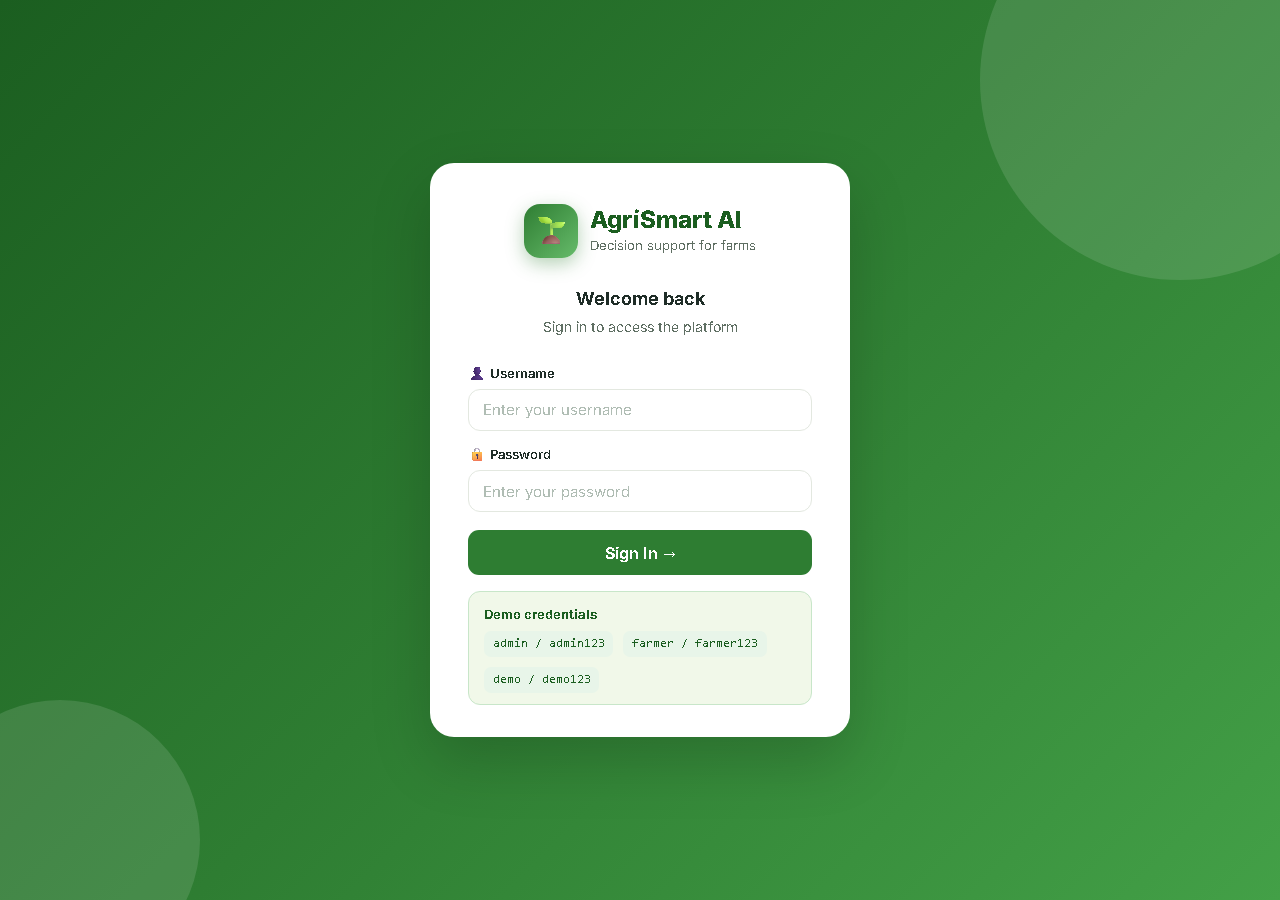 AgriSmart AI
Decision support for farms
Welcome back
Sign in to access the platform
👤 Username
Enter your username
🔒 Password
Enter your password
Sign In →
Demo credentials
admin / admin123 farmer / farmer123
demo / demo123